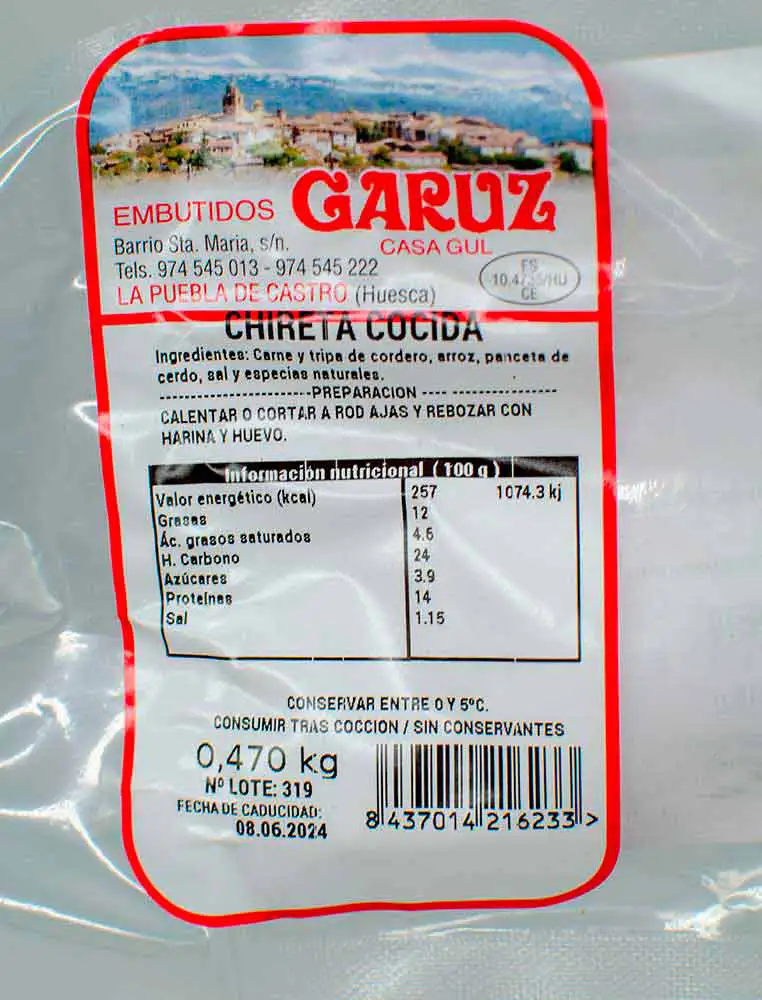 EMBUTIDOS GARUZ
CASA GUL
Barrio Sta. Maria, s/n.
Tels. 974 545 013 - 974 545 222
LA PUEBLA DE CASTRO (Huesca)
ES
CE
CHIRETA COCIDA
Ingredientes: Carne y tripa de cordero, arroz, panceta de
cerdo, sal y especias naturales.
--------------------PREPARACION ---- ---------------
CALENTAR O CORTAR A ROD AJAS Y REBOZAR CON
HARINA Y HUEVO.
Información nutricional ( 100 g )
Valor energético (kcal) 257 1074.3 kj
Grasas 12
Ác. grasos saturados 4.6
H. Carbono 24
Azúcares 3.9
Proteínas 14
Sal 1.15
CONSERVAR ENTRE 0 Y 5ºC.
CONSUMIR TRAS COCCION / SIN CONSERVANTES
0,470 kg
Nº LOTE: 319
FECHA DE CADUCIDAD:
08.06.2024
8 437014 216233 >